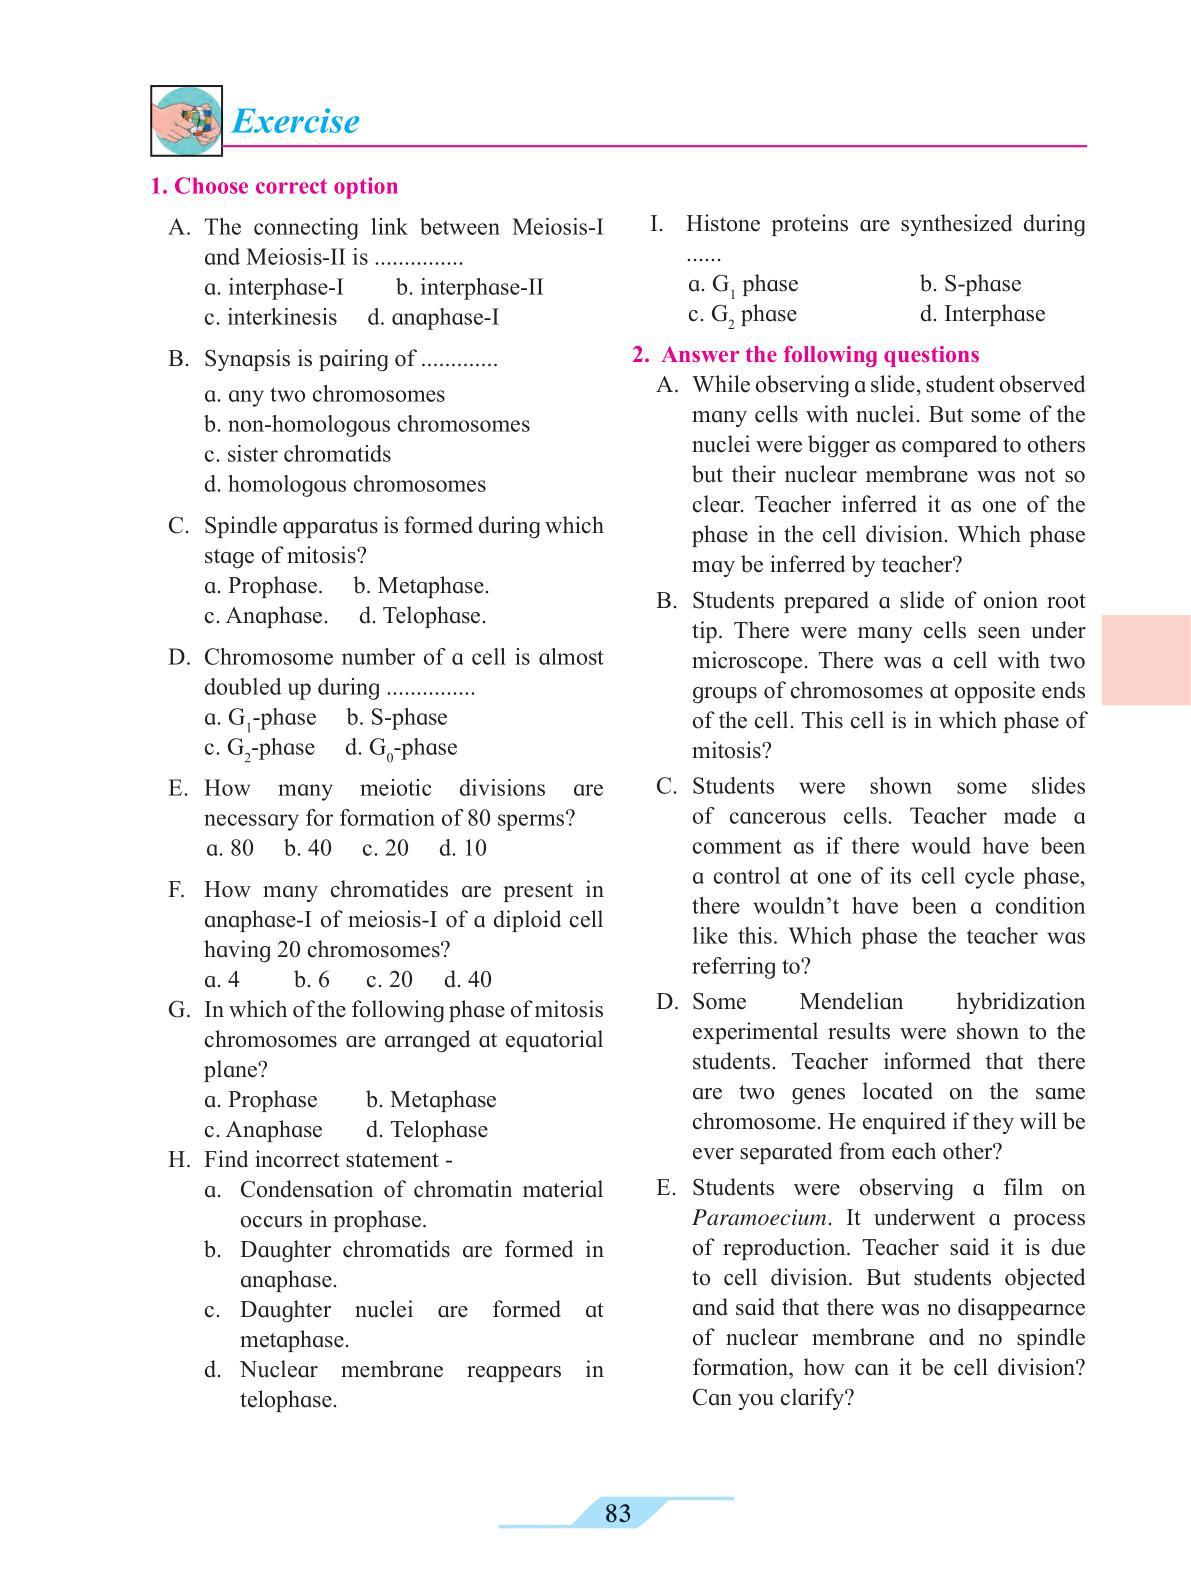 Exercise
1. Choose correct option
A. The connecting link between Meiosis-I
and Meiosis-II is ...............
a. interphase-I b. interphase-II
c. interkinesis d. anaphase-I
B. Synapsis is pairing of .............
a. any two chromosomes
b. non-homologous chromosomes
c. sister chromatids
d. homologous chromosomes
C. Spindle apparatus is formed during which
stage of mitosis?
a. Prophase. b. Metaphase.
c. Anaphase. d. Telophase.
D. Chromosome number of a cell is almost
doubled up during ...............
a. G1-phase b. S-phase
c. G2-phase d. G0-phase
E. How many meiotic divisions are
necessary for formation of 80 sperms?
a. 80 b. 40 c. 20 d. 10
F. How many chromatides are present in
anaphase-I of meiosis-I of a diploid cell
having 20 chromosomes?
a. 4 b. 6 c. 20 d. 40
G. In which of the following phase of mitosis
chromosomes are arranged at equatorial
plane?
a. Prophase b. Metaphase
c. Anaphase d. Telophase
H. Find incorrect statement -
a. Condensation of chromatin material
occurs in prophase.
b. Daughter chromatids are formed in
anaphase.
c. Daughter nuclei are formed at
metaphase.
d. Nuclear membrane reappears in
telophase.
I. Histone proteins are synthesized during
......
a. G1 phase b. S-phase
c. G2 phase d. Interphase
2. Answer the following questions
A. While observing a slide, student observed
many cells with nuclei. But some of the
nuclei were bigger as compared to others
but their nuclear membrane was not so
clear. Teacher inferred it as one of the
phase in the cell division. Which phase
may be inferred by teacher?
B. Students prepared a slide of onion root
tip. There were many cells seen under
microscope. There was a cell with two
groups of chromosomes at opposite ends
of the cell. This cell is in which phase of
mitosis?
C. Students were shown some slides
of cancerous cells. Teacher made a
comment as if there would have been
a control at one of its cell cycle phase,
there wouldn’t have been a condition
like this. Which phase the teacher was
referring to?
D. Some Mendelian hybridization
experimental results were shown to the
students. Teacher informed that there
are two genes located on the same
chromosome. He enquired if they will be
ever separated from each other?
E. Students were observing a film on
Paramoecium. It underwent a process
of reproduction. Teacher said it is due
to cell division. But students objected
and said that there was no disappearnce
of nuclear membrane and no spindle
formation, how can it be cell division?
Can you clarify?
83